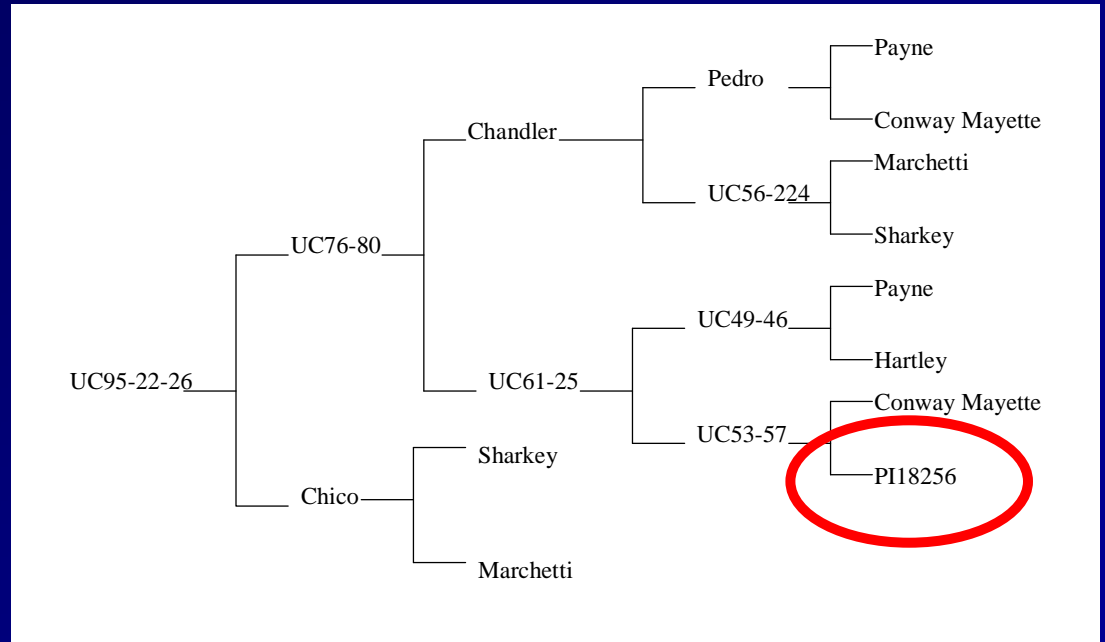 Payne
Pedro
Conway Mayette
Chandler
Marchetti
UC56-224
Sharkey
UC76-80
Payne
UC49-46
Hartley
UC95-22-26
UC61-25
Conway Mayette
UC53-57
Sharkey
PI18256
Chico
Marchetti